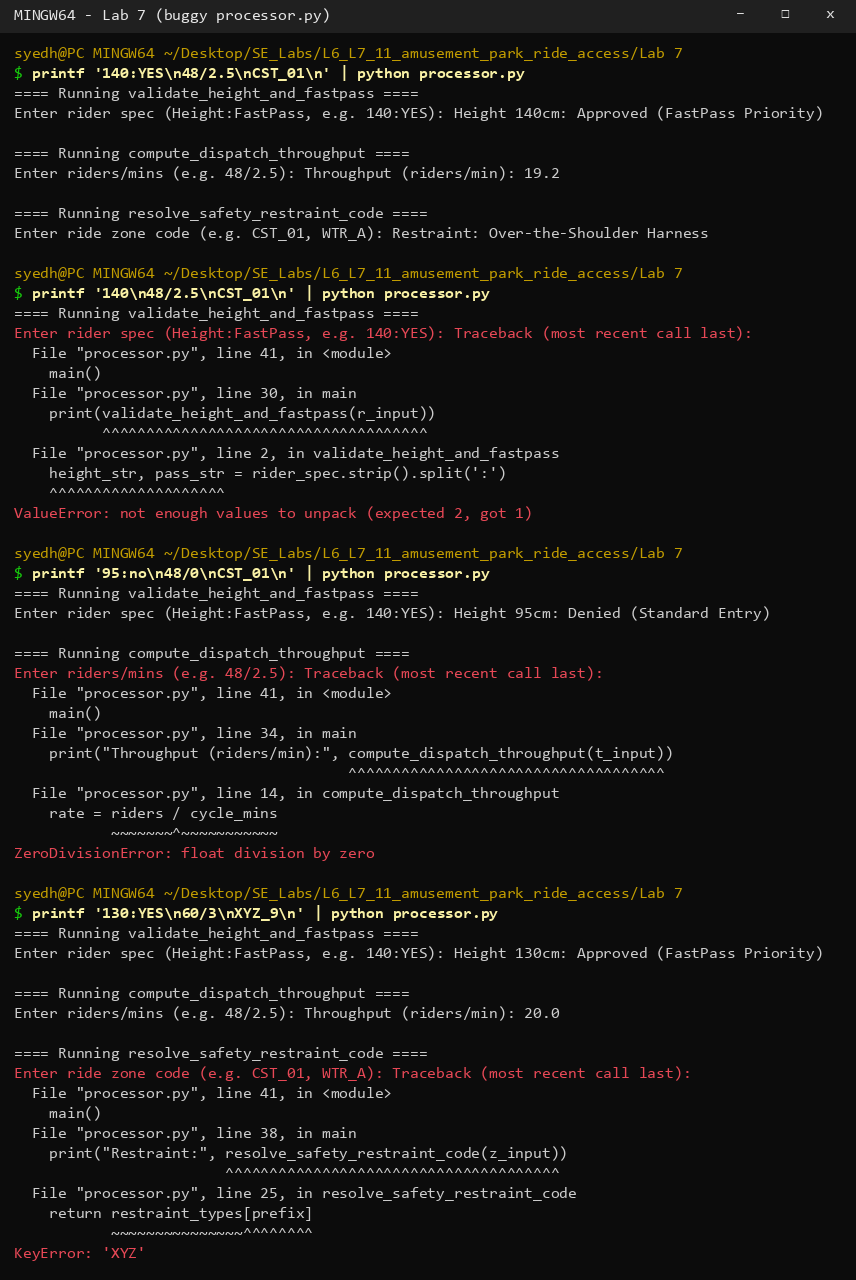 MINGW64 - Lab 7 (buggy processor.py)
syedh@PC MINGW64 ~/Desktop/SE_Labs/L6_L7_11_amusement_park_ride_access/Lab 7
$ printf '140:YES\n48/2.5\nCST_01\n' | python processor.py
==== Running validate_height_and_fastpass ====
Enter rider spec (Height:FastPass, e.g. 140:YES): Height 140cm: Approved (FastPass Priority)

==== Running compute_dispatch_throughput ====
Enter riders/mins (e.g. 48/2.5): Throughput (riders/min): 19.2

==== Running resolve_safety_restraint_code ====
Enter ride zone code (e.g. CST_01, WTR_A): Restraint: Over-the-Shoulder Harness

syedh@PC MINGW64 ~/Desktop/SE_Labs/L6_L7_11_amusement_park_ride_access/Lab 7
$ printf '140\n48/2.5\nCST_01\n' | python processor.py
==== Running validate_height_and_fastpass ====
Enter rider spec (Height:FastPass, e.g. 140:YES): Traceback (most recent call last):
  File "processor.py", line 41, in <module>
    main()
  File "processor.py", line 30, in main
    print(validate_height_and_fastpass(r_input))
          ^^^^^^^^^^^^^^^^^^^^^^^^^^^^^^^^^^^^^
  File "processor.py", line 2, in validate_height_and_fastpass
    height_str, pass_str = rider_spec.strip().split(':')
    ^^^^^^^^^^^^^^^^^^^^
ValueError: not enough values to unpack (expected 2, got 1)

syedh@PC MINGW64 ~/Desktop/SE_Labs/L6_L7_11_amusement_park_ride_access/Lab 7
$ printf '95:no\n48/0\nCST_01\n' | python processor.py
==== Running validate_height_and_fastpass ====
Enter rider spec (Height:FastPass, e.g. 140:YES): Height 95cm: Denied (Standard Entry)

==== Running compute_dispatch_throughput ====
Enter riders/mins (e.g. 48/2.5): Traceback (most recent call last):
  File "processor.py", line 41, in <module>
    main()
  File "processor.py", line 34, in main
    print("Throughput (riders/min):", compute_dispatch_throughput(t_input))
                                      ^^^^^^^^^^^^^^^^^^^^^^^^^^^^^^^^^^^^
  File "processor.py", line 14, in compute_dispatch_throughput
    rate = riders / cycle_mins
           ~~~~~~~^~~~~~~~~~~~
ZeroDivisionError: float division by zero

syedh@PC MINGW64 ~/Desktop/SE_Labs/L6_L7_11_amusement_park_ride_access/Lab 7
$ printf '130:YES\n60/3\nXYZ_9\n' | python processor.py
==== Running validate_height_and_fastpass ====
Enter rider spec (Height:FastPass, e.g. 140:YES): Height 130cm: Approved (FastPass Priority)

==== Running compute_dispatch_throughput ====
Enter riders/mins (e.g. 48/2.5): Throughput (riders/min): 20.0

==== Running resolve_safety_restraint_code ====
Enter ride zone code (e.g. CST_01, WTR_A): Traceback (most recent call last):
  File "processor.py", line 41, in <module>
    main()
  File "processor.py", line 38, in main
    print("Restraint:", resolve_safety_restraint_code(z_input))
                        ^^^^^^^^^^^^^^^^^^^^^^^^^^^^^^^^^^^^^^
  File "processor.py", line 25, in resolve_safety_restraint_code
    return restraint_types[prefix]
           ~~~~~~~~~~~~~~~^^^^^^^^
KeyError: 'XYZ'